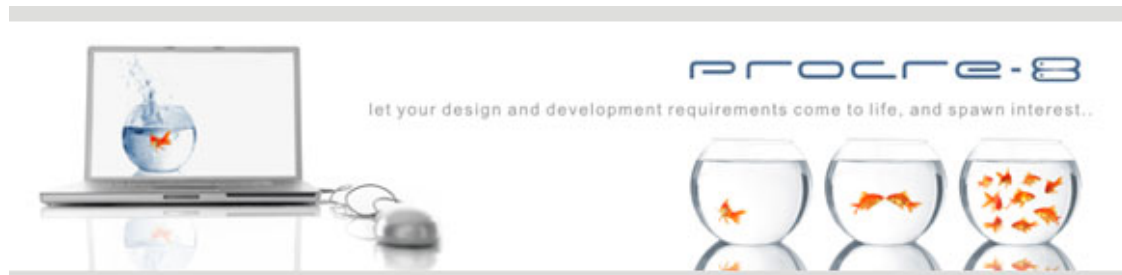 procre-8
let your design and development requirements come to life, and spawn interest..